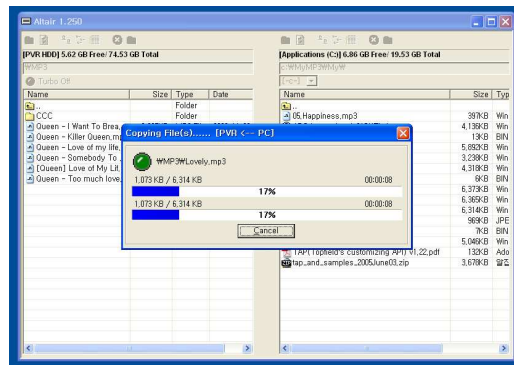 Altair 1.250
[PVR HDD] 5.62 GB Free/ 74.53 GB Total
[Applications (C:)] 6.86 GB Free/ 19.53 GB Total
₩MP3
c:₩MyMP3₩My₩
Turbo Off
[-c-]
Name Size Type Date
Name Size Typ
.. Folder
..
CCC Folder
05.Happiness.mp3 397KB Win
Queen - I Want To Brea
4,136KB Win
Queen - Killer Queen,m
13KB BIN
Queen - Love of my life,
5,892KB Win
Queen - Somebody To
3,238KB Win
[Queen] Love of My Lif
4,318KB Win
Queen - Too much love
6KB BIN
6,373KB Win
6,365KB Win
6,314KB Win
969KB JPE
7KB BIN
5,046KB Win
TAP(Topfield's customizing API) v1.22.pdf 132KB Ado
tap_and_samples_2005June03.zip 3,678KB 알집
Copying File(s)...... [PVR <-- PC]
₩MP3₩Lovely.mp3
1,073 KB / 6,314 KB 00:00:08
17%
1,073 KB / 6,314 KB 00:00:08
17%
Cancel